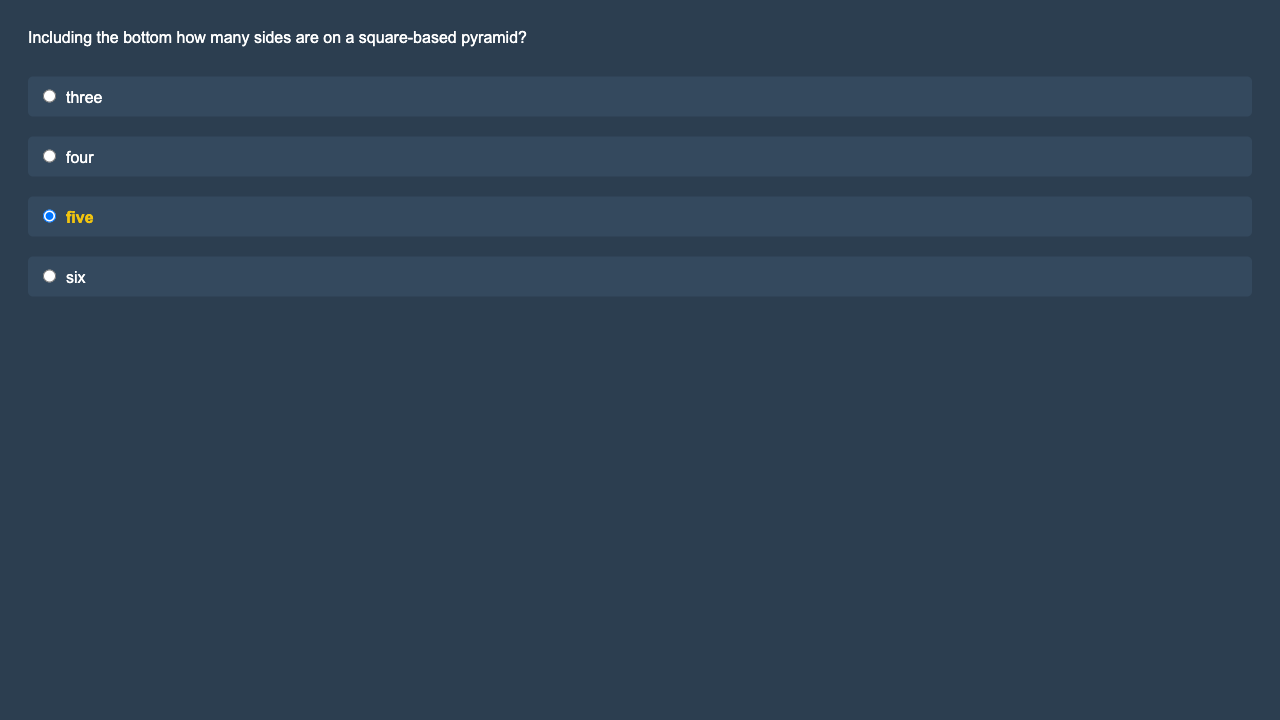 Including the bottom how many sides are on a square-based pyramid?
three
four
five
six